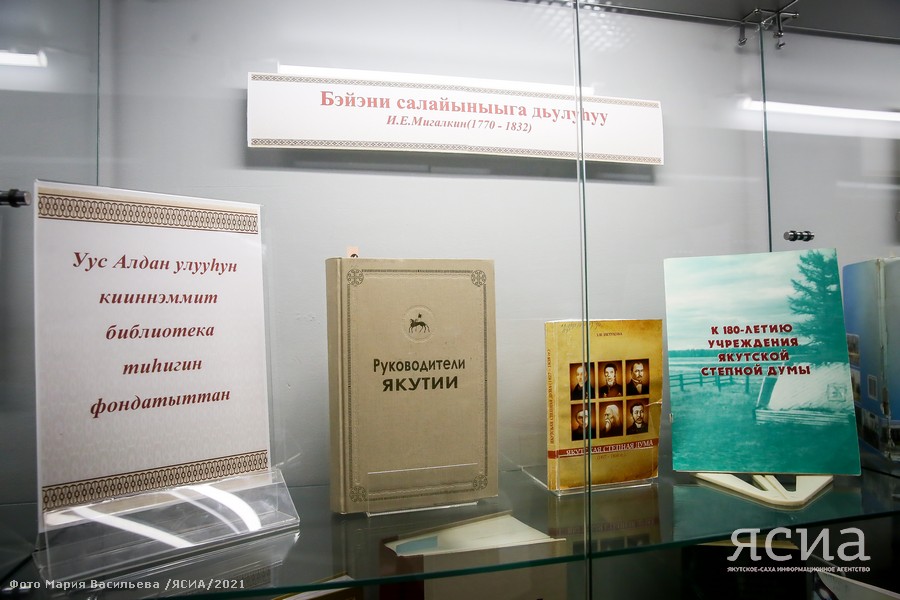 Бэйэни салайыныыга дьулуһуу
И.Е.Мигалкин(1770 - 1832)
Уус Алдан улууһун
кииннэммит
библиотека
тиһигин
фондатыттан
Руководители
ЯКУТИИ
ЯКУТСКАЯ СТЕПНАЯ ДУМА
К 180-ЛЕТИЮ
УЧРЕЖДЕНИЯ
ЯКУТСКОЙ
СТЕПНОЙ ДУМЫ
ЯСИА
ЯКУТСКОЕ-САХА ИНФОРМАЦИОННОЕ АГЕНТСТВО
Фото Мария Васильева /ЯСИА/2021